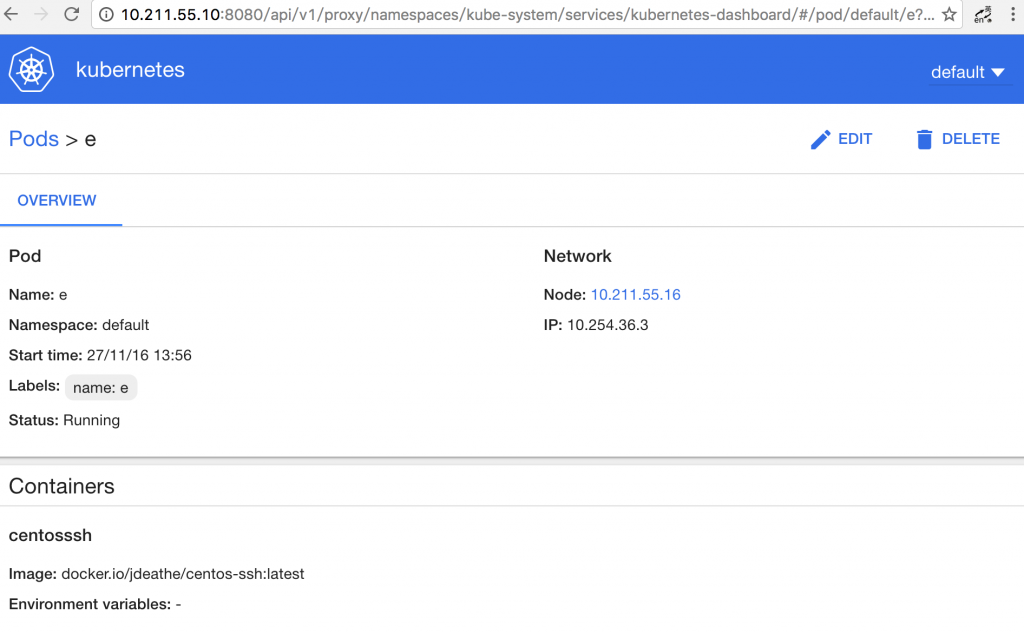 10.211.55.10:8080/api/v1/proxy/namespaces/kube-system/services/kubernetes-dashboard/#/pod/default/e?...
kubernetes
default
Pods > e
EDIT
DELETE
OVERVIEW
Pod
Name: e
Namespace: default
Start time: 27/11/16 13:56
Labels: name: e
Status: Running
Network
Node: 10.211.55.16
IP: 10.254.36.3
Containers
centosssh
Image: docker.io/jdeathe/centos-ssh:latest
Environment variables: -